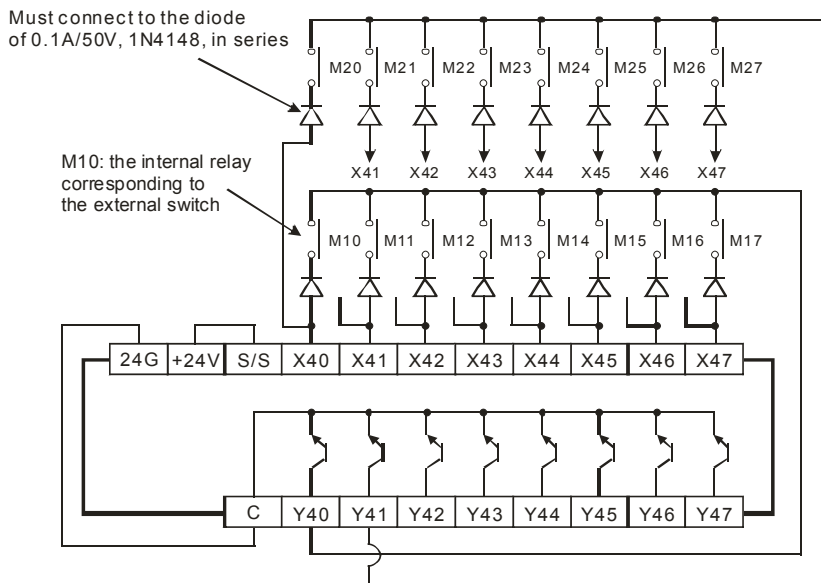 Must connect to the diode
of 0.1A/50V, 1N4148, in series
M20 M21 M22 M23 M24 M25 M26 M27
X41 X42 X43 X44 X45 X46 X47
M10: the internal relay
corresponding to
the external switch
M10 M11 M12 M13 M14 M15 M16 M17
24G +24V S/S X40 X41 X42 X43 X44 X45 X46 X47
C Y40 Y41 Y42 Y43 Y44 Y45 Y46 Y47